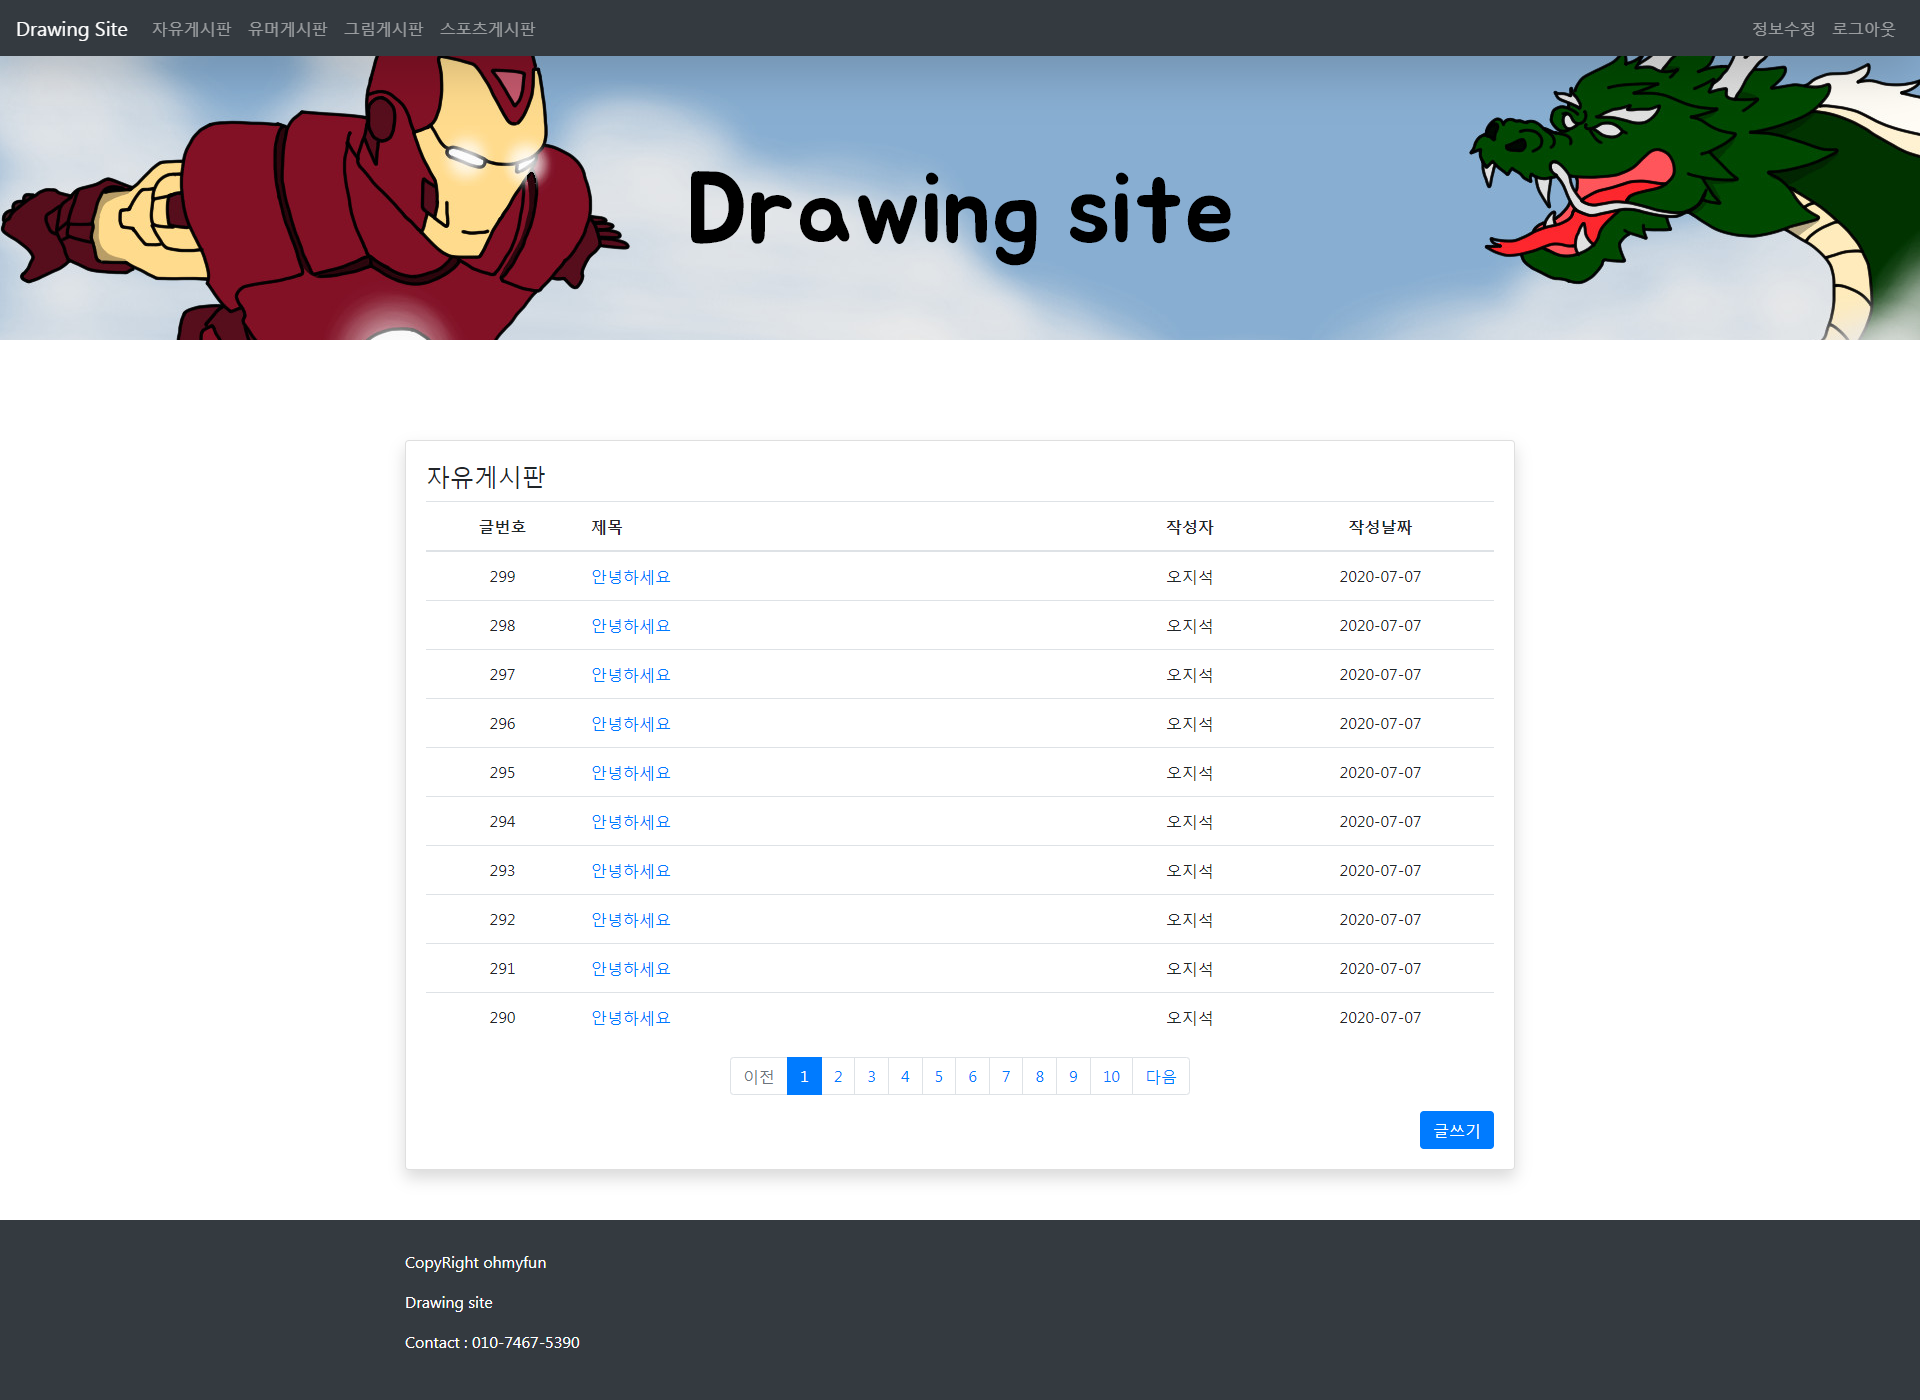 Drawing Site 자유게시판 유머게시판 그림게시판 스포츠게시판 정보수정 로그아웃
Drawing site
자유게시판
글번호 제목 작성자 작성날짜
299 안녕하세요 오지석 2020-07-07
298 안녕하세요 오지석 2020-07-07
297 안녕하세요 오지석 2020-07-07
296 안녕하세요 오지석 2020-07-07
295 안녕하세요 오지석 2020-07-07
294 안녕하세요 오지석 2020-07-07
293 안녕하세요 오지석 2020-07-07
292 안녕하세요 오지석 2020-07-07
291 안녕하세요 오지석 2020-07-07
290 안녕하세요 오지석 2020-07-07
이전 1 2 3 4 5 6 7 8 9 10 다음
글쓰기
CopyRight ohmyfun
Drawing site
Contact : 010-7467-5390